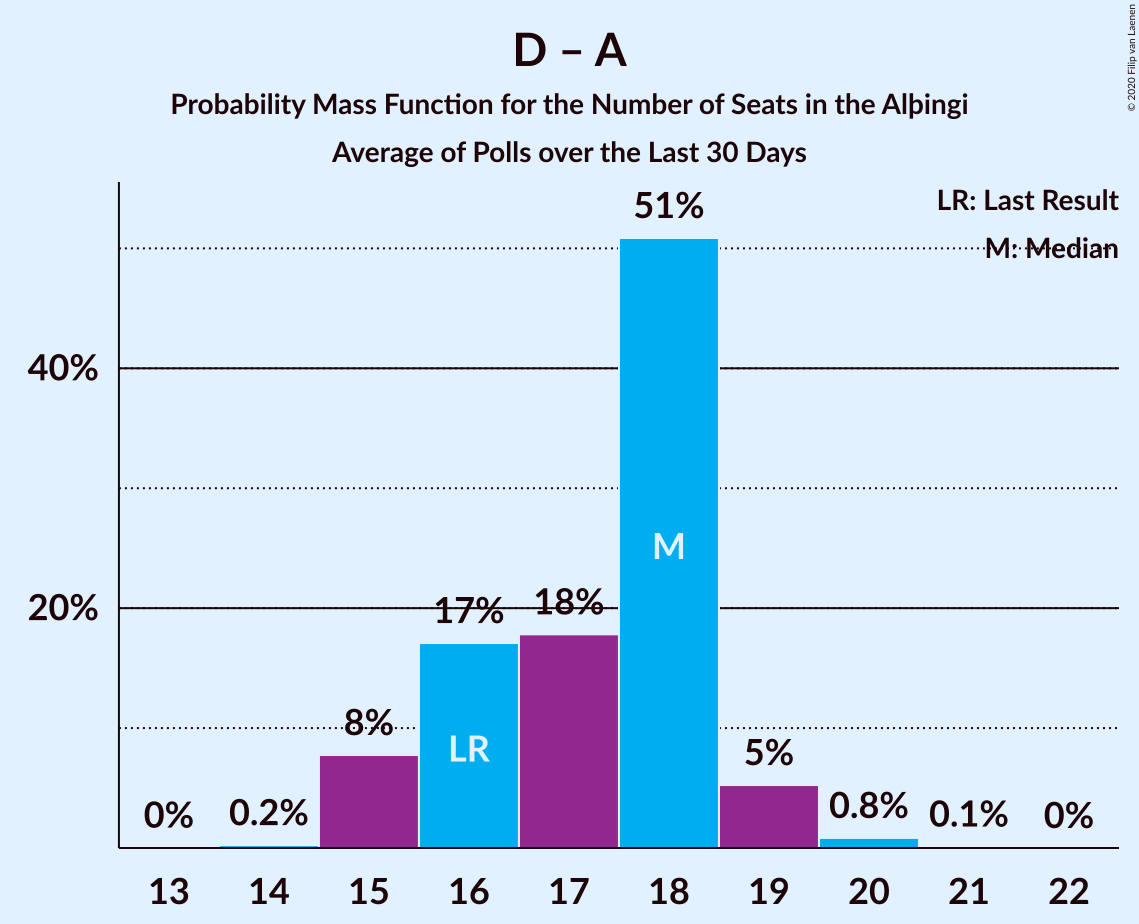 D – A
Probability Mass Function for the Number of Seats in the Alþingi
Average of Polls over the Last 30 Days
© 2020 Filip van Laenen
LR: Last Result
M: Median
51%
40%
M
20%
17%
18%
8%
LR
5%
0%
0.2%
0.8%
0.1%
0%
13 14 15 16 17 18 19 20 21 22